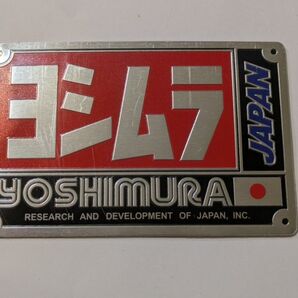 ヨシムラ
JAPAN
YOSHIMURA
RESEARCH AND DEVELOPMENT OF JAPAN, INC.